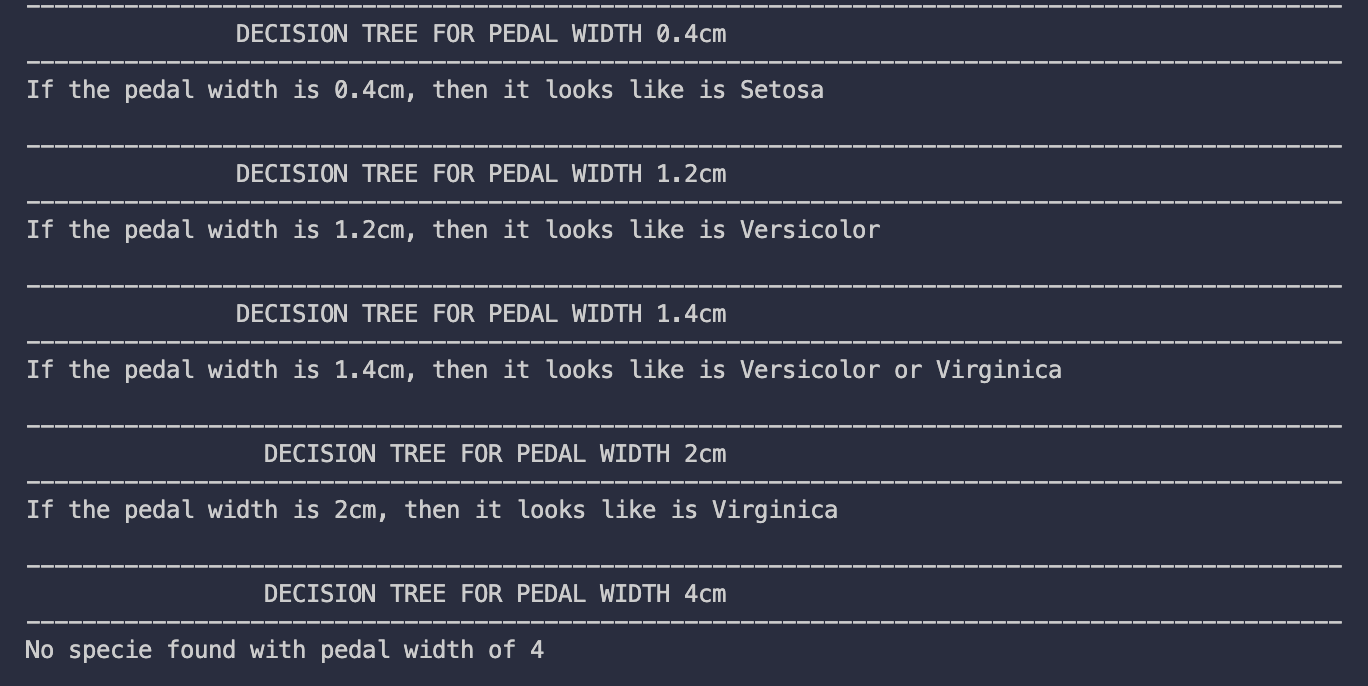 DECISION TREE FOR PEDAL WIDTH 0.4cm
If the pedal width is 0.4cm, then it looks like is Setosa
DECISION TREE FOR PEDAL WIDTH 1.2cm
If the pedal width is 1.2cm, then it looks like is Versicolor
DECISION TREE FOR PEDAL WIDTH 1.4cm
If the pedal width is 1.4cm, then it looks like is Versicolor or Virginica
DECISION TREE FOR PEDAL WIDTH 2cm
If the pedal width is 2cm, then it looks like is Virginica
DECISION TREE FOR PEDAL WIDTH 4cm
No specie found with pedal width of 4